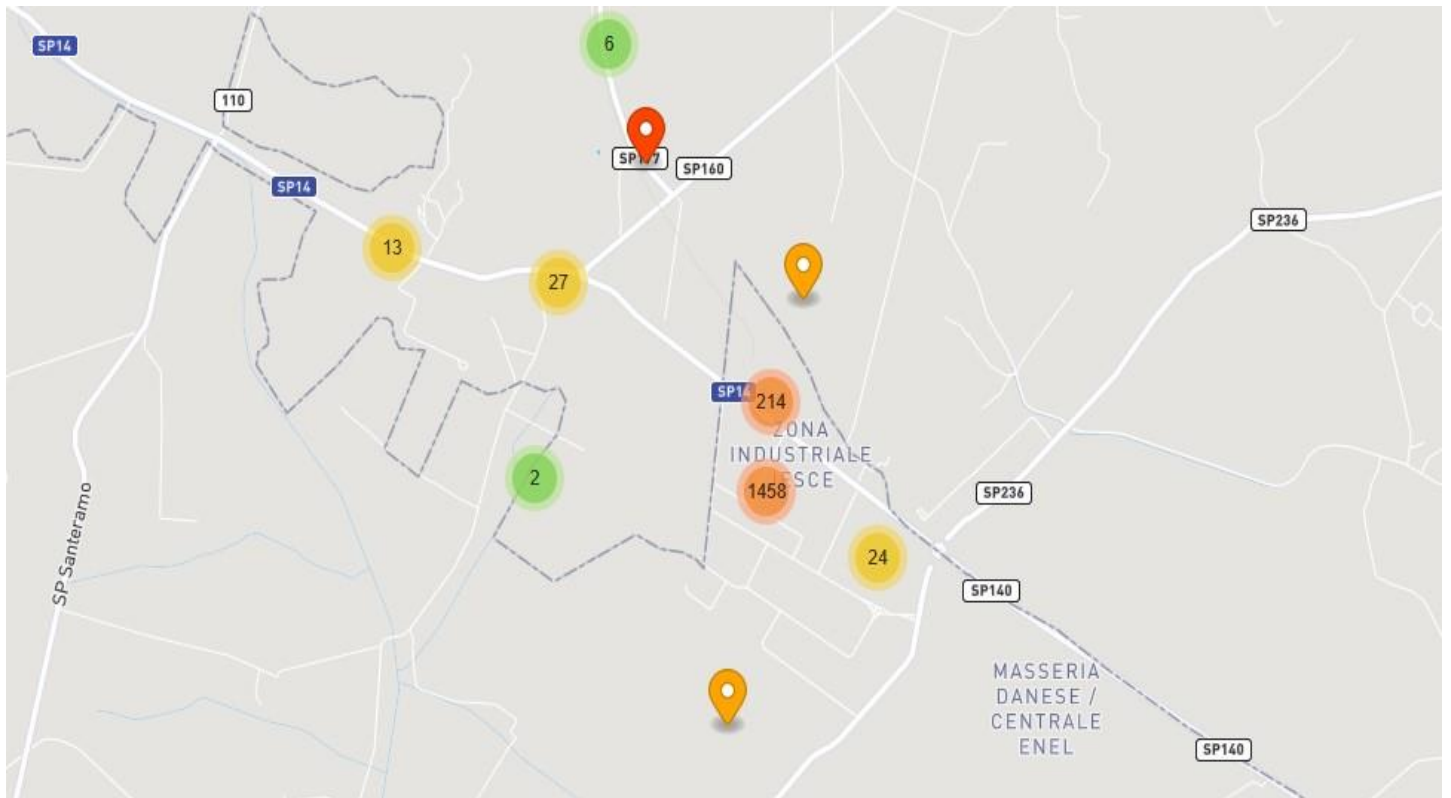 6
SP14
110
SP160
SP14
SP236
13
27
SP14
214
ZONA
INDUSTRIALE
2
1458
SP236
SP Santeramo
24
SP140
MASSERIA
DANESE /
CENTRALE
ENEL
SP140